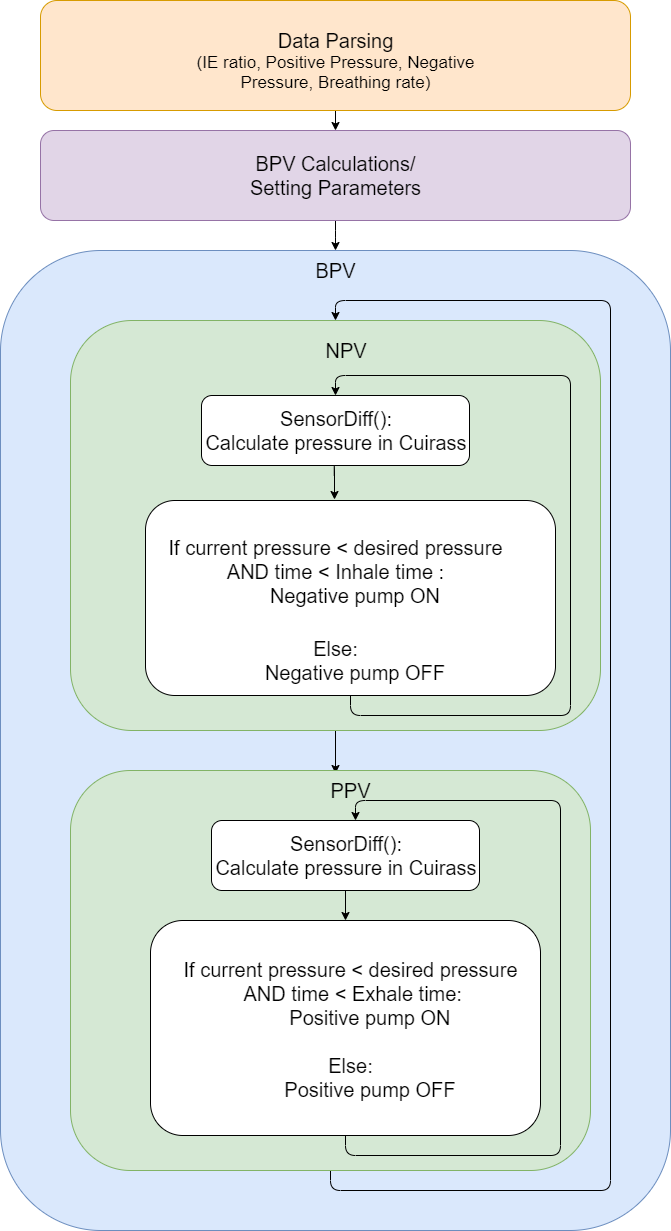 Data Parsing
(IE ratio, Positive Pressure, Negative
Pressure, Breathing rate)
BPV Calculations/
Setting Parameters
BPV
NPV
SensorDiff():
Calculate pressure in Cuirass
If current pressure < desired pressure
AND time < Inhale time :
Negative pump ON
Else:
Negative pump OFF
PPV
SensorDiff():
Calculate pressure in Cuirass
If current pressure < desired pressure
AND time < Exhale time:
Positive pump ON
Else:
Positive pump OFF